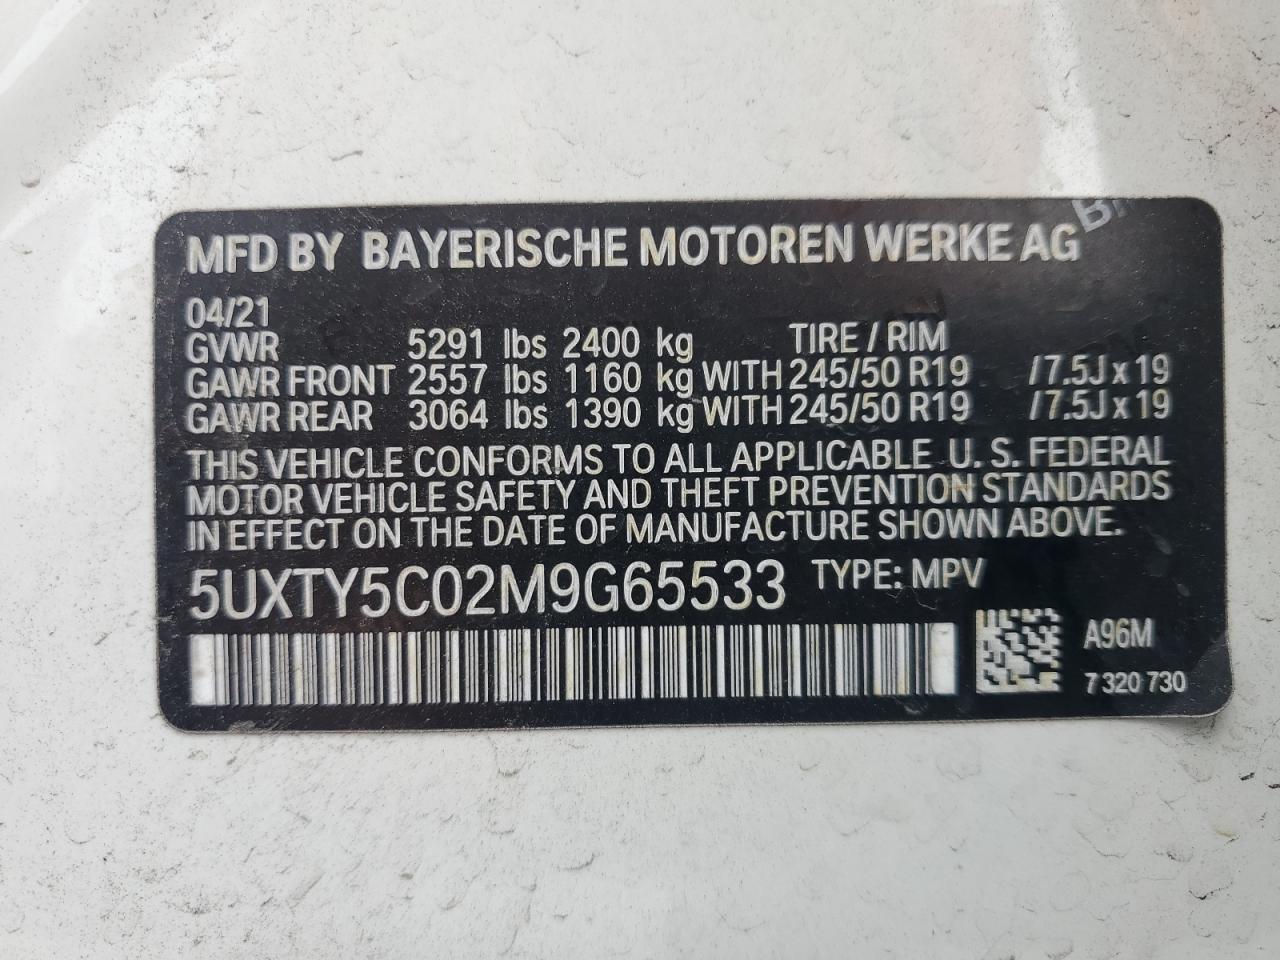 MFD BY BAYERISCHE MOTOREN WERKE AG
04/21
GVWR 5291 lbs 2400 kg TIRE / RIM
GAWR FRONT 2557 lbs 1160 kg WITH 245/50 R19 /7.5J x 19
GAWR REAR 3064 lbs 1390 kg WITH 245/50 R19 /7.5J x 19
THIS VEHICLE CONFORMS TO ALL APPLICABLE U. S. FEDERAL
MOTOR VEHICLE SAFETY AND THEFT PREVENTION STANDARDS
IN EFFECT ON THE DATE OF MANUFACTURE SHOWN ABOVE.
5UXTY5C02M9G65533 TYPE: MPV
A96M
7 320 730